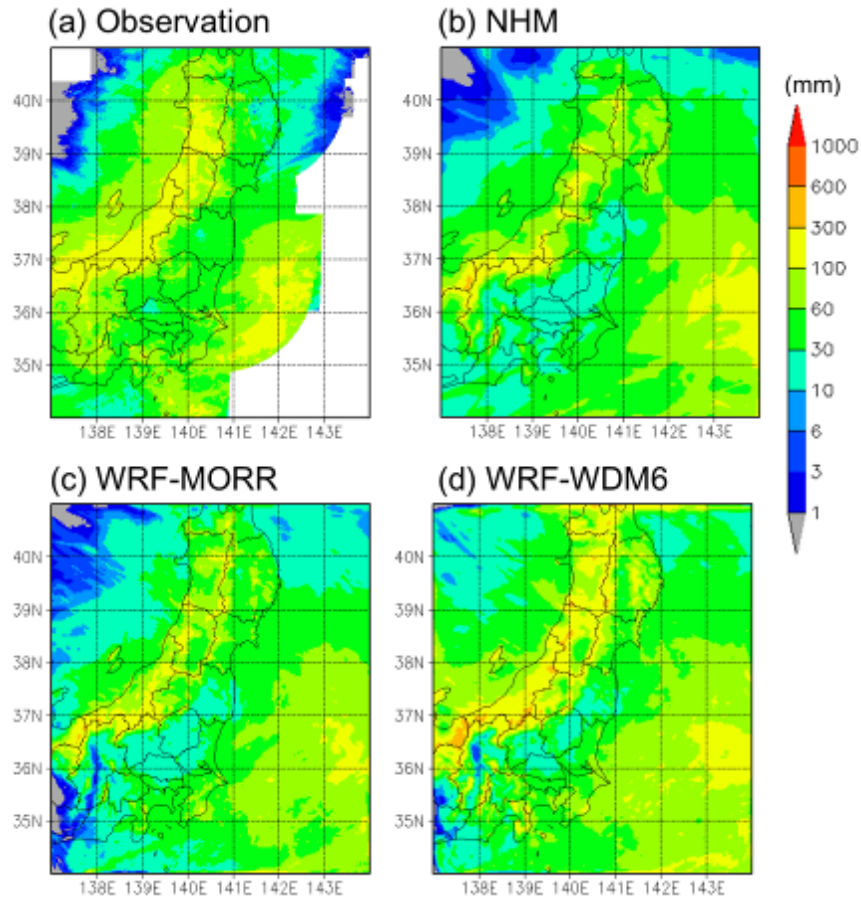 (a) Observation
(b) NHM
40N
39N
38N
37N
36N
35N
138E 139E 140E 141E 142E 143E
40N
39N
38N
37N
36N
35N
138E 139E 140E 141E 142E 143E
(mm)
1000
600
300
100
60
30
10
6
3
1
(c) WRF-MORR
(d) WRF-WDM6
40N
39N
38N
37N
36N
35N
138E 139E 140E 141E 142E 143E
40N
39N
38N
37N
36N
35N
138E 139E 140E 141E 142E 143E